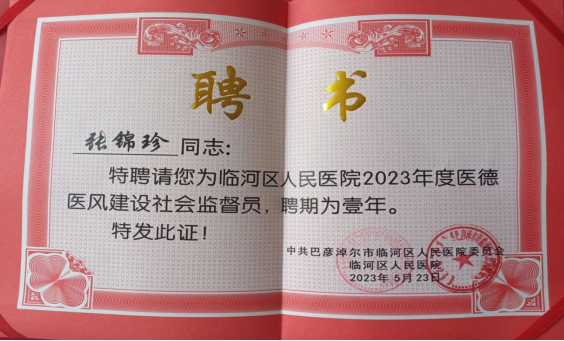 聘书
张锦珍同志：
特聘请您为临河区人民医院2023年度医德
医风建设社会监督员，聘期为壹年。
特发此证！
中共巴彦淖尔市临河区人民医院委员会
临河区人民医院
2023年 5月 23日